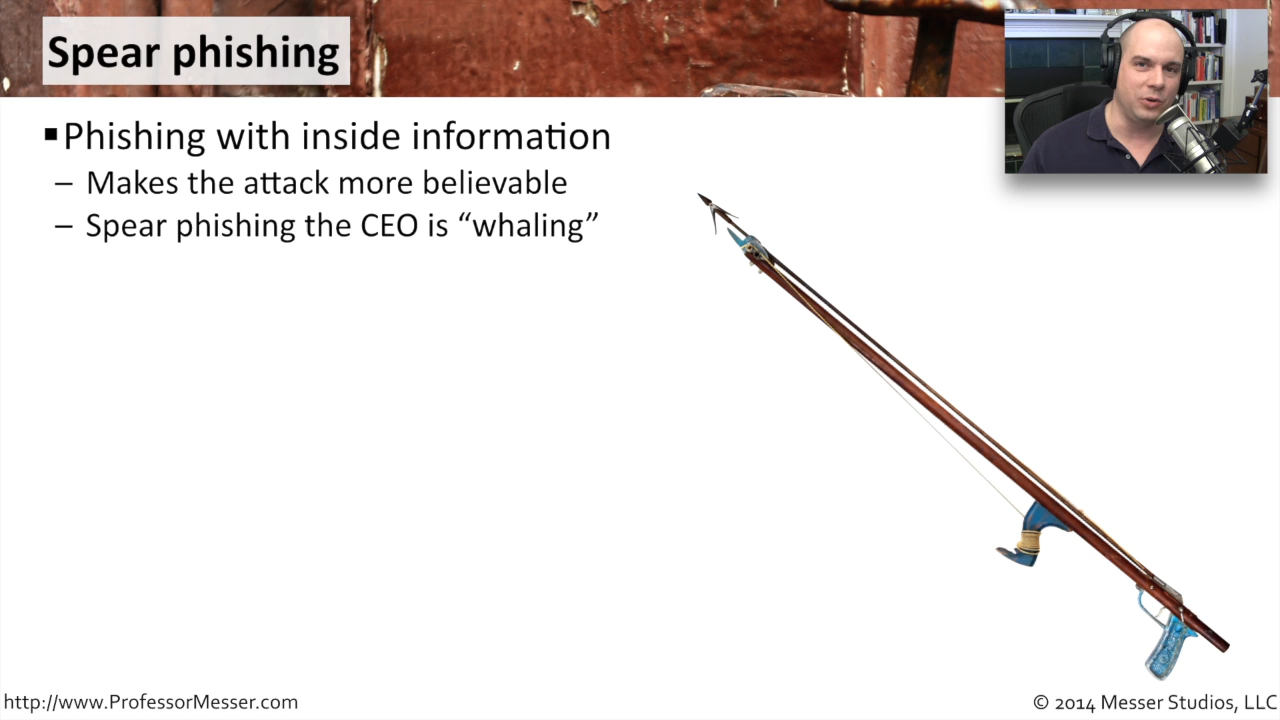 Spear phishing
▪Phishing with inside information
– Makes the attack more believable
– Spear phishing the CEO is “whaling”
http://www.ProfessorMesser.com
© 2014 Messer Studios, LLC